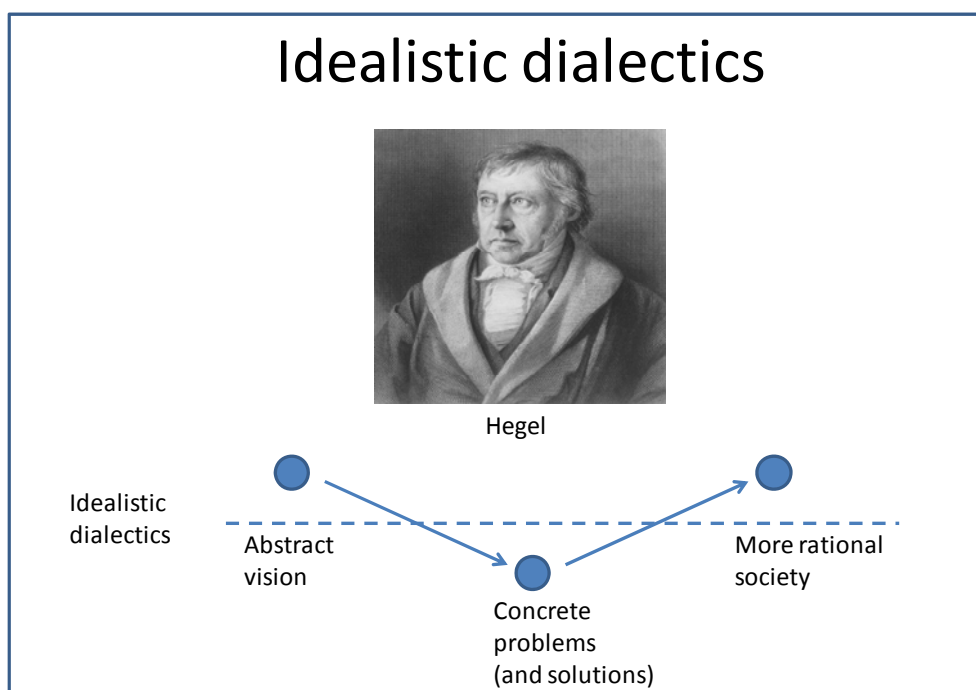 Idealistic dialectics
Hegel
Idealistic
dialectics
Abstract
vision
Concrete
problems
(and solutions)
More rational
society